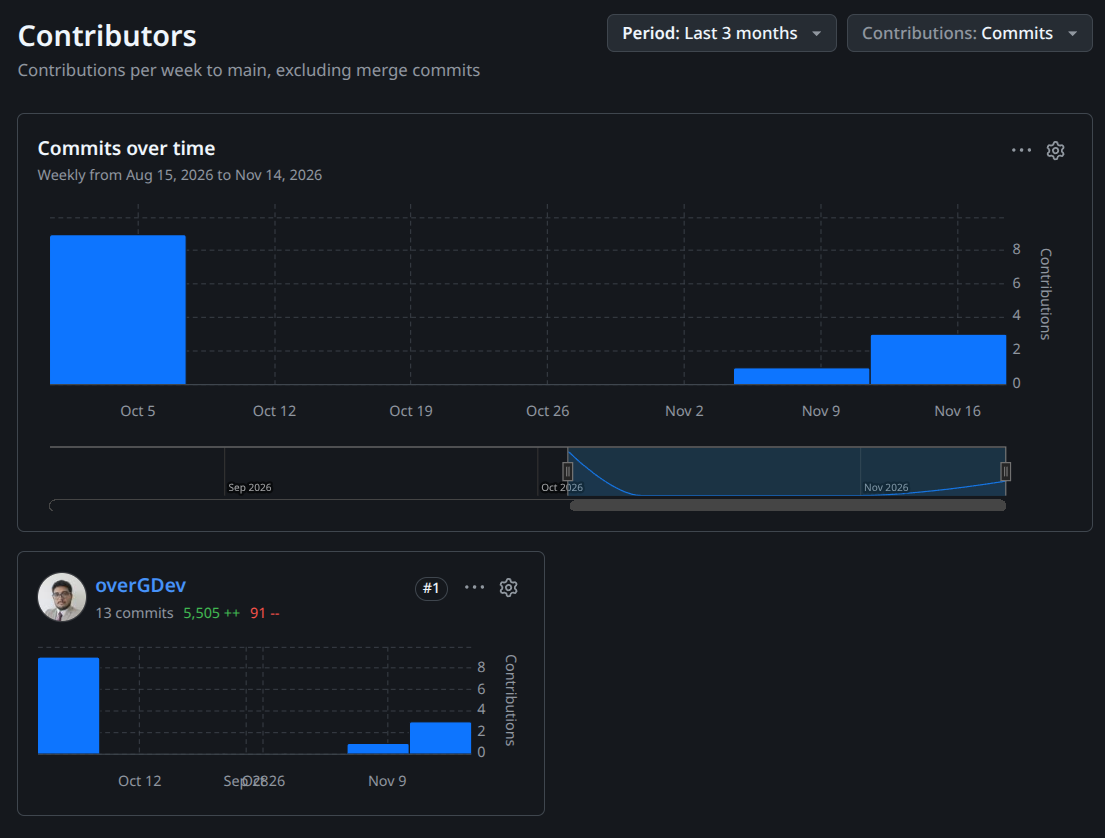 Contributors
Period: Last 3 months
Contributions: Commits
Contributions per week to main, excluding merge commits
Commits over time
Weekly from Aug 15, 2026 to Nov 14, 2026
8
6
4
2
0
Contributions
Oct 5
Oct 12
Oct 19
Oct 26
Nov 2
Nov 9
Nov 16
Sep 2026
Oct 2026
Nov 2026
overGDev
#1
13 commits 5,505 ++ 91 --
8
6
4
2
0
Contributions
Oct 12
Nov 9